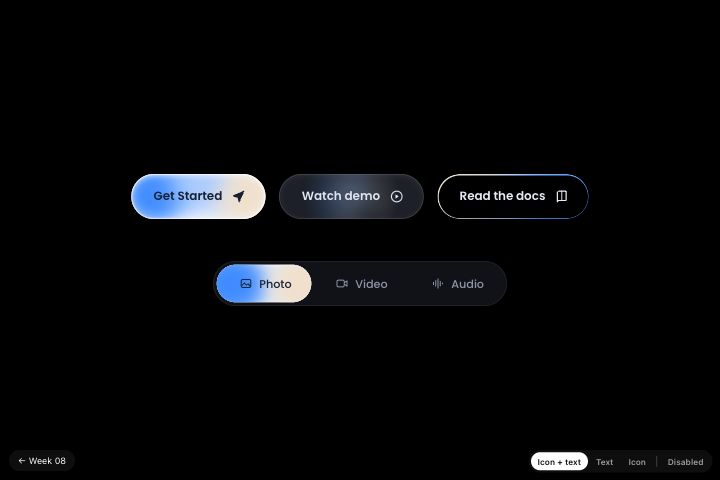 Get Started
Watch demo
Read the docs
Photo
Video
Audio
← Week 08
Icon + text
Text
Icon
Disabled